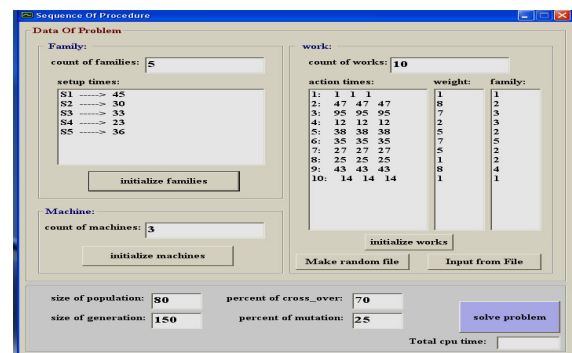 Sequence Of Procedure
Data Of Problem
Family:
count of families: 5
setup times:
S1 -----> 45
S2 -----> 30
S3 -----> 33
S4 -----> 23
S5 -----> 36
initialize families
Machine:
count of machines: 3
initialize machines
work:
count of works: 10
action times: weight: family:
1: 1 1 1 1 1
2: 47 47 47 8 2
3: 95 95 95 7 3
4: 12 12 12 2 2
5: 38 38 38 5 3
6: 35 35 35 7 5
7: 27 27 27 5 2
8: 25 25 25 1 2
9: 43 43 43 8 4
10: 14 14 14 1 1
initialize works
Make random file Input from File
size of population: 80 percent of cross_over: 70
size of generation: 150 percent of mutation: 25
solve problem
Total cpu time: